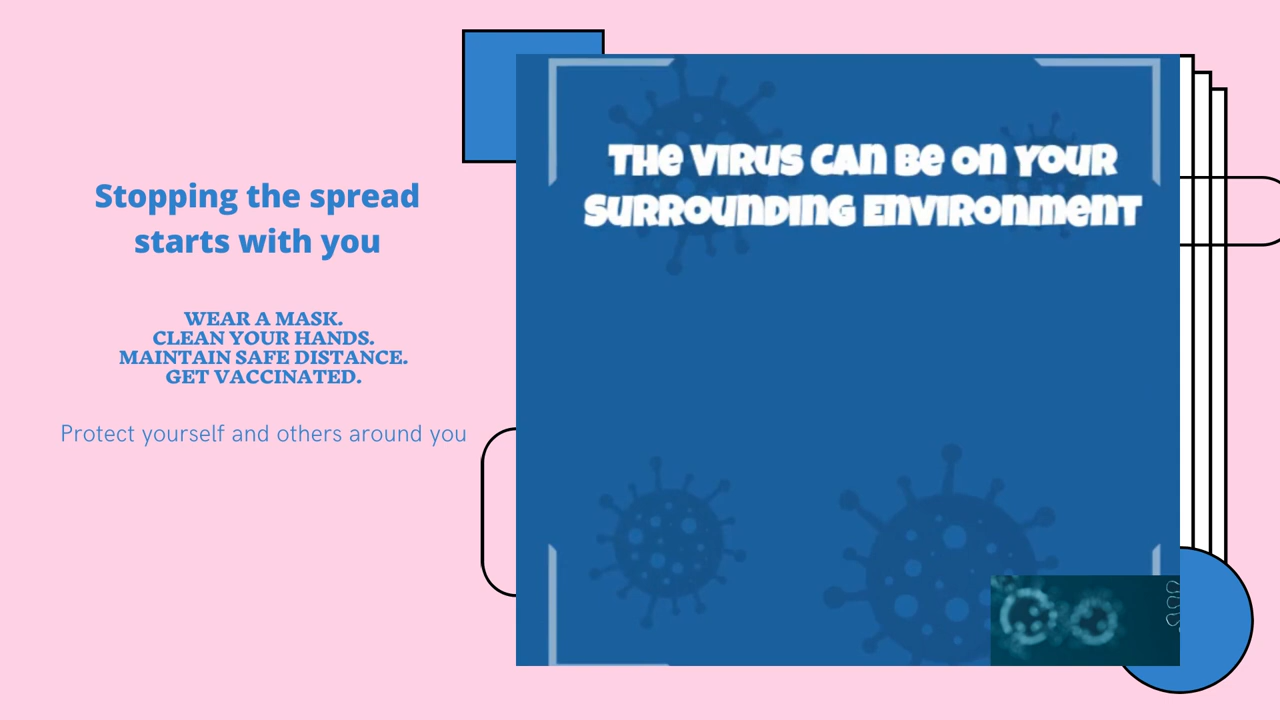 Stopping the spread
starts with you
WEAR A MASK.
CLEAN YOUR HANDS.
MAINTAIN SAFE DISTANCE.
GET VACCINATED.
Protect yourself and others around you
THE VIRUS CAN BE ON YOUR
SURROUNDING ENVIRONMENT